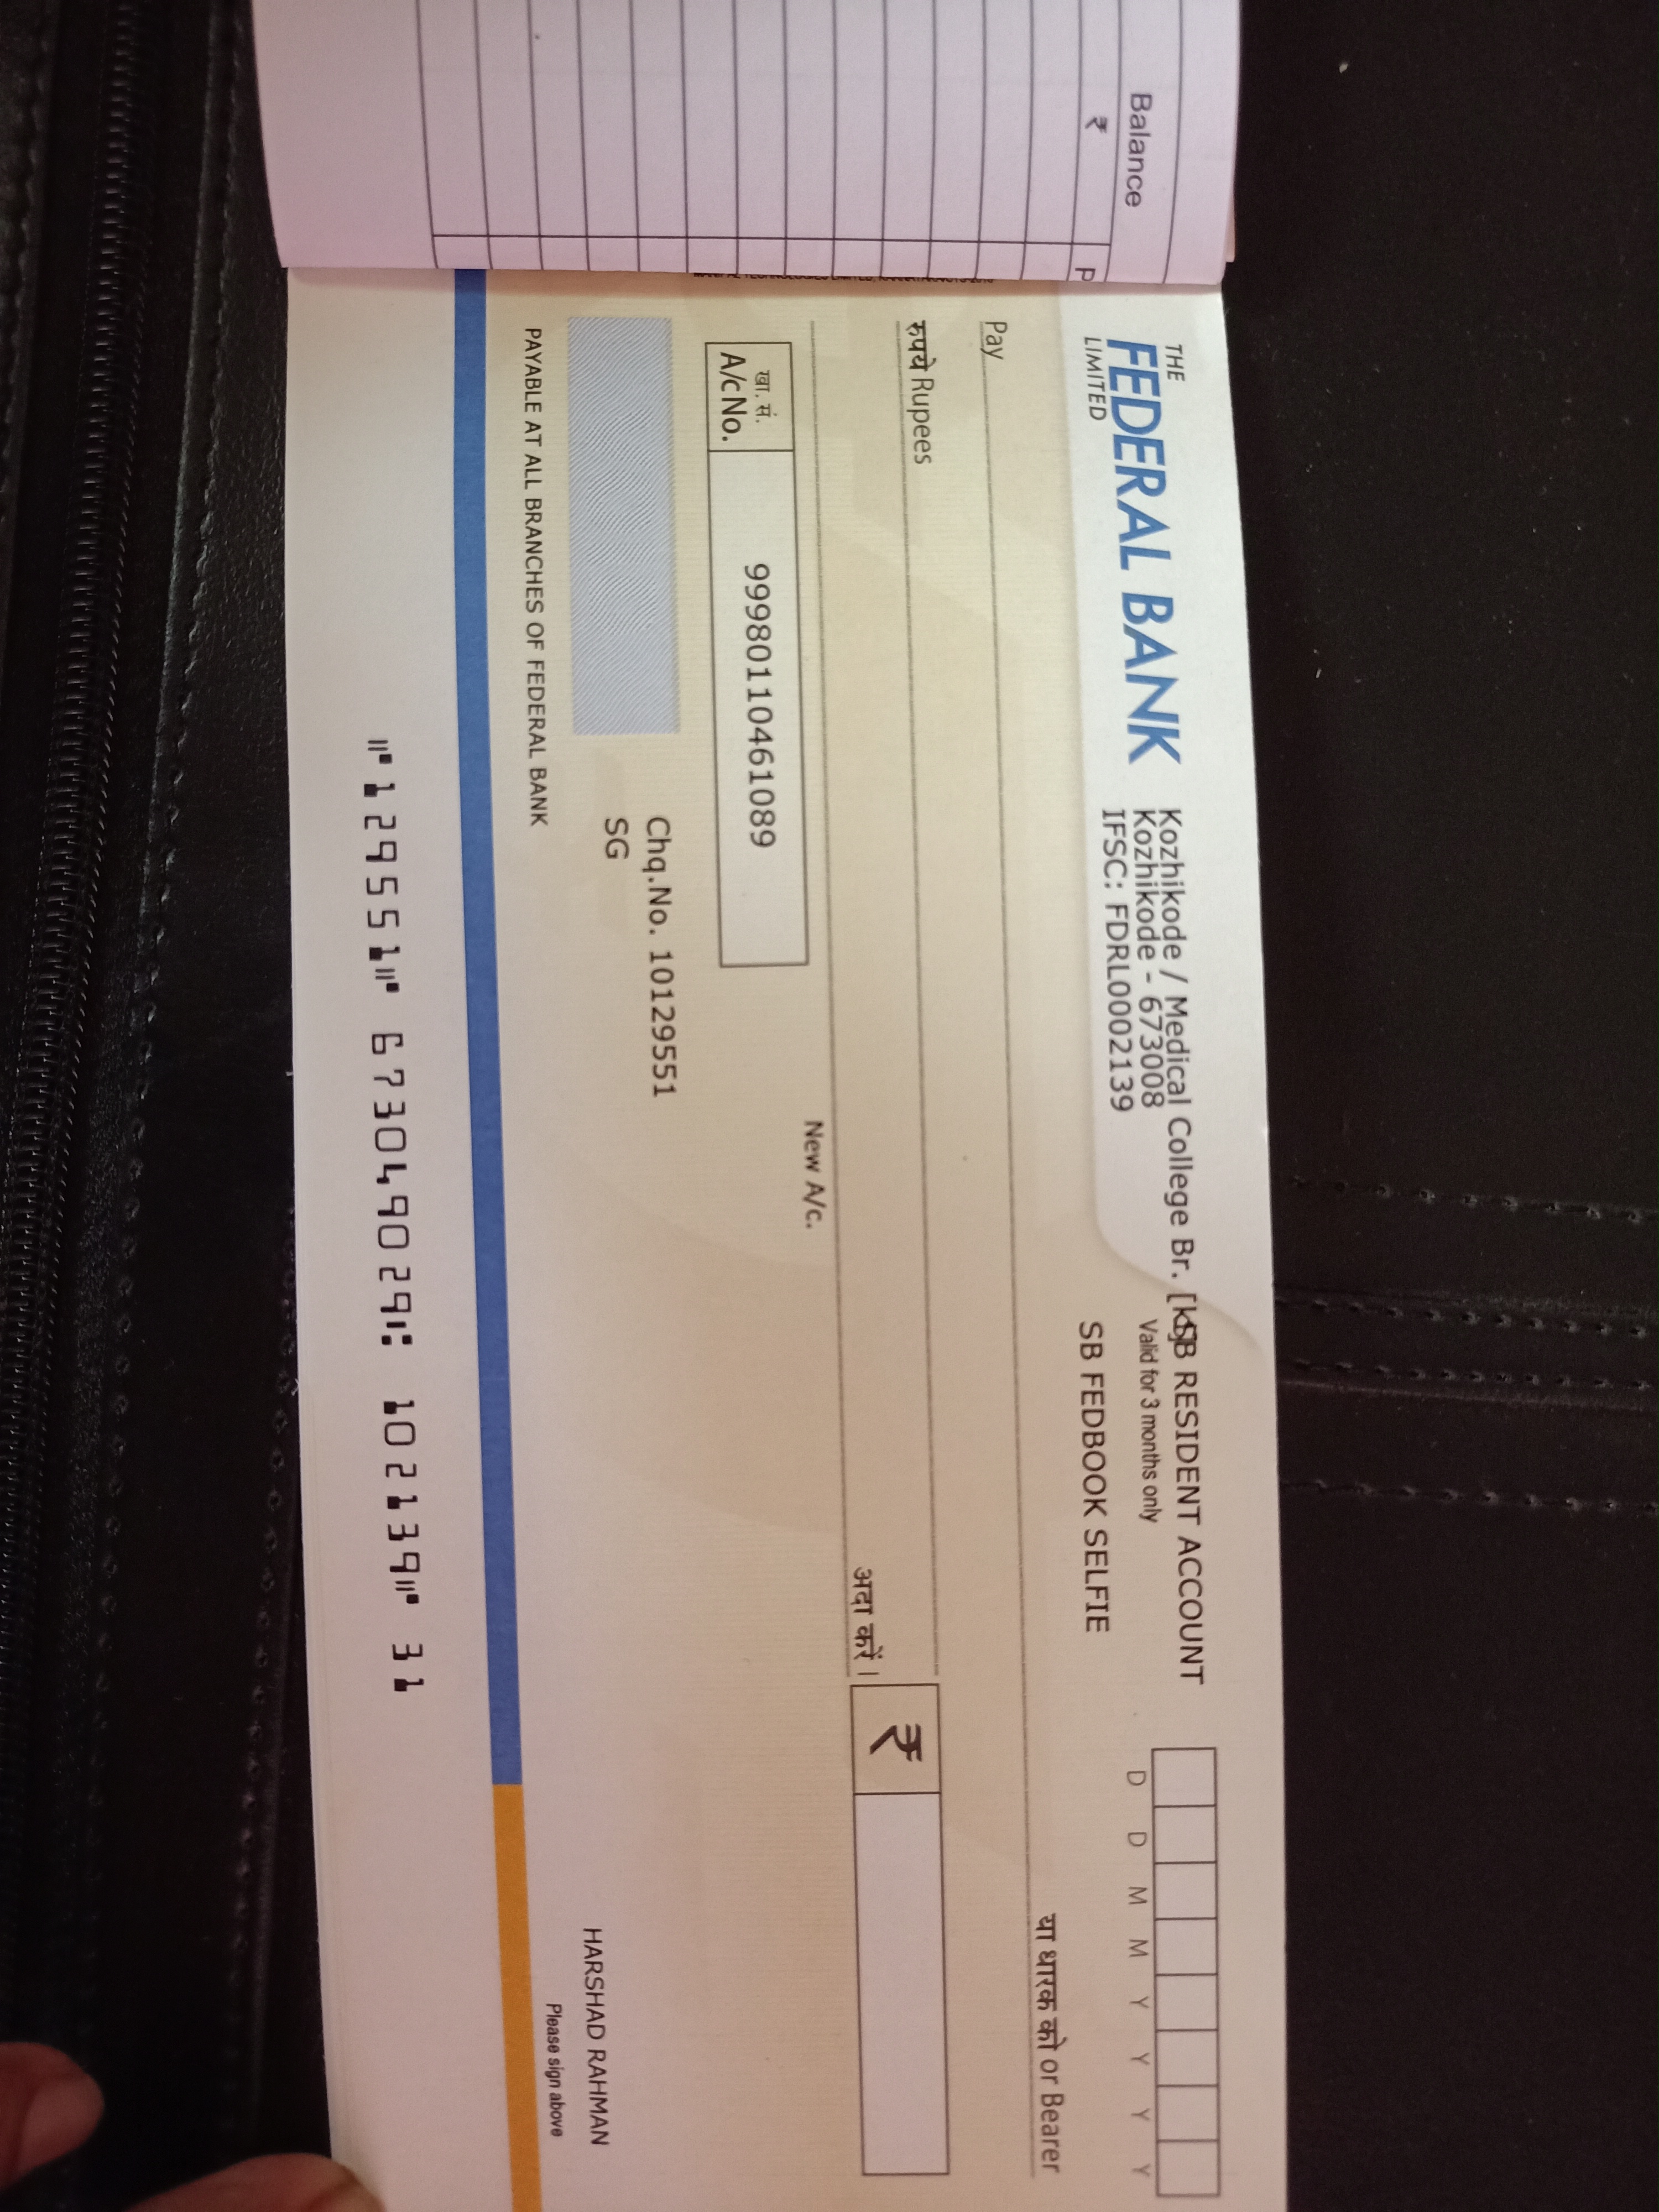 Balance
₹
P
THE
FEDERAL BANK
LIMITED
Kozhikode / Medical College Br. [k
Kozhikode - 673008
IFSC: FDRL0002139
SB RESIDENT ACCOUNT
Valid for 3 months only
SB FEDBOOK SELFIE
D D M M Y Y Y Y
Pay
या धारक को or Bearer
रुपये Rupees
अदा करें।
₹
खा. सं.
A/c No.
99980110461089
New A/c.
Chq.No. 10129551
SG
HARSHAD RAHMAN
Please sign above
PAYABLE AT ALL BRANCHES OF FEDERAL BANK
⑈129551⑈ 673049029⑆ 102139⑈ 31